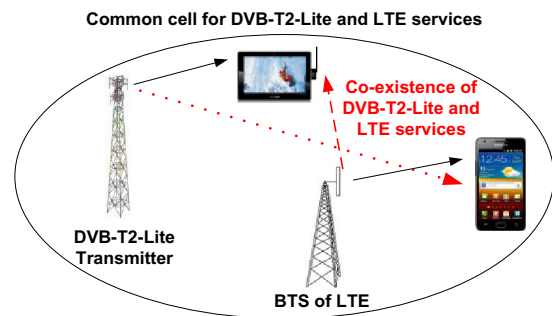 Common cell for DVB-T2-Lite and LTE services
Co-existence of
DVB-T2-Lite and
LTE services
DVB-T2-Lite
Transmitter
BTS of LTE